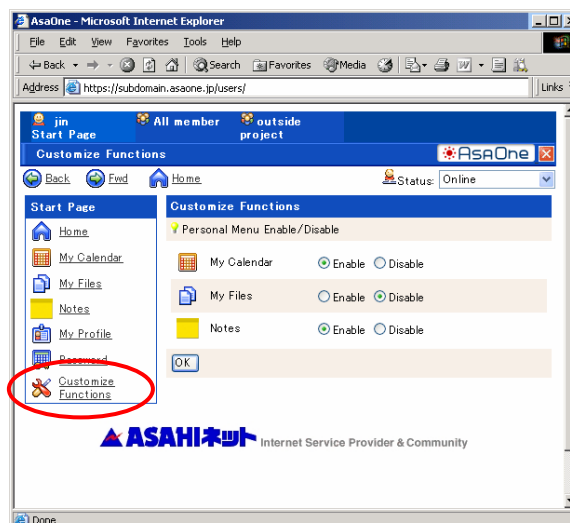 AsaOne - Microsoft Internet Explorer
File Edit View Favorites Tools Help
Back Search Favorites Media
Address https://subdomain.asaone.jp/users/ Links
jin All member outside
Start Page project
Customize Functions AsaOne
Back Fwd Home Status: Online
Start Page
Home
My Calendar
My Files
Notes
My Profile
Password
Customize
Functions
Customize Functions
Personal Menu Enable/Disable
My Calendar Enable Disable
My Files Enable Disable
Notes Enable Disable
OK
ASAHIネット Internet Service Provider & Community
Done